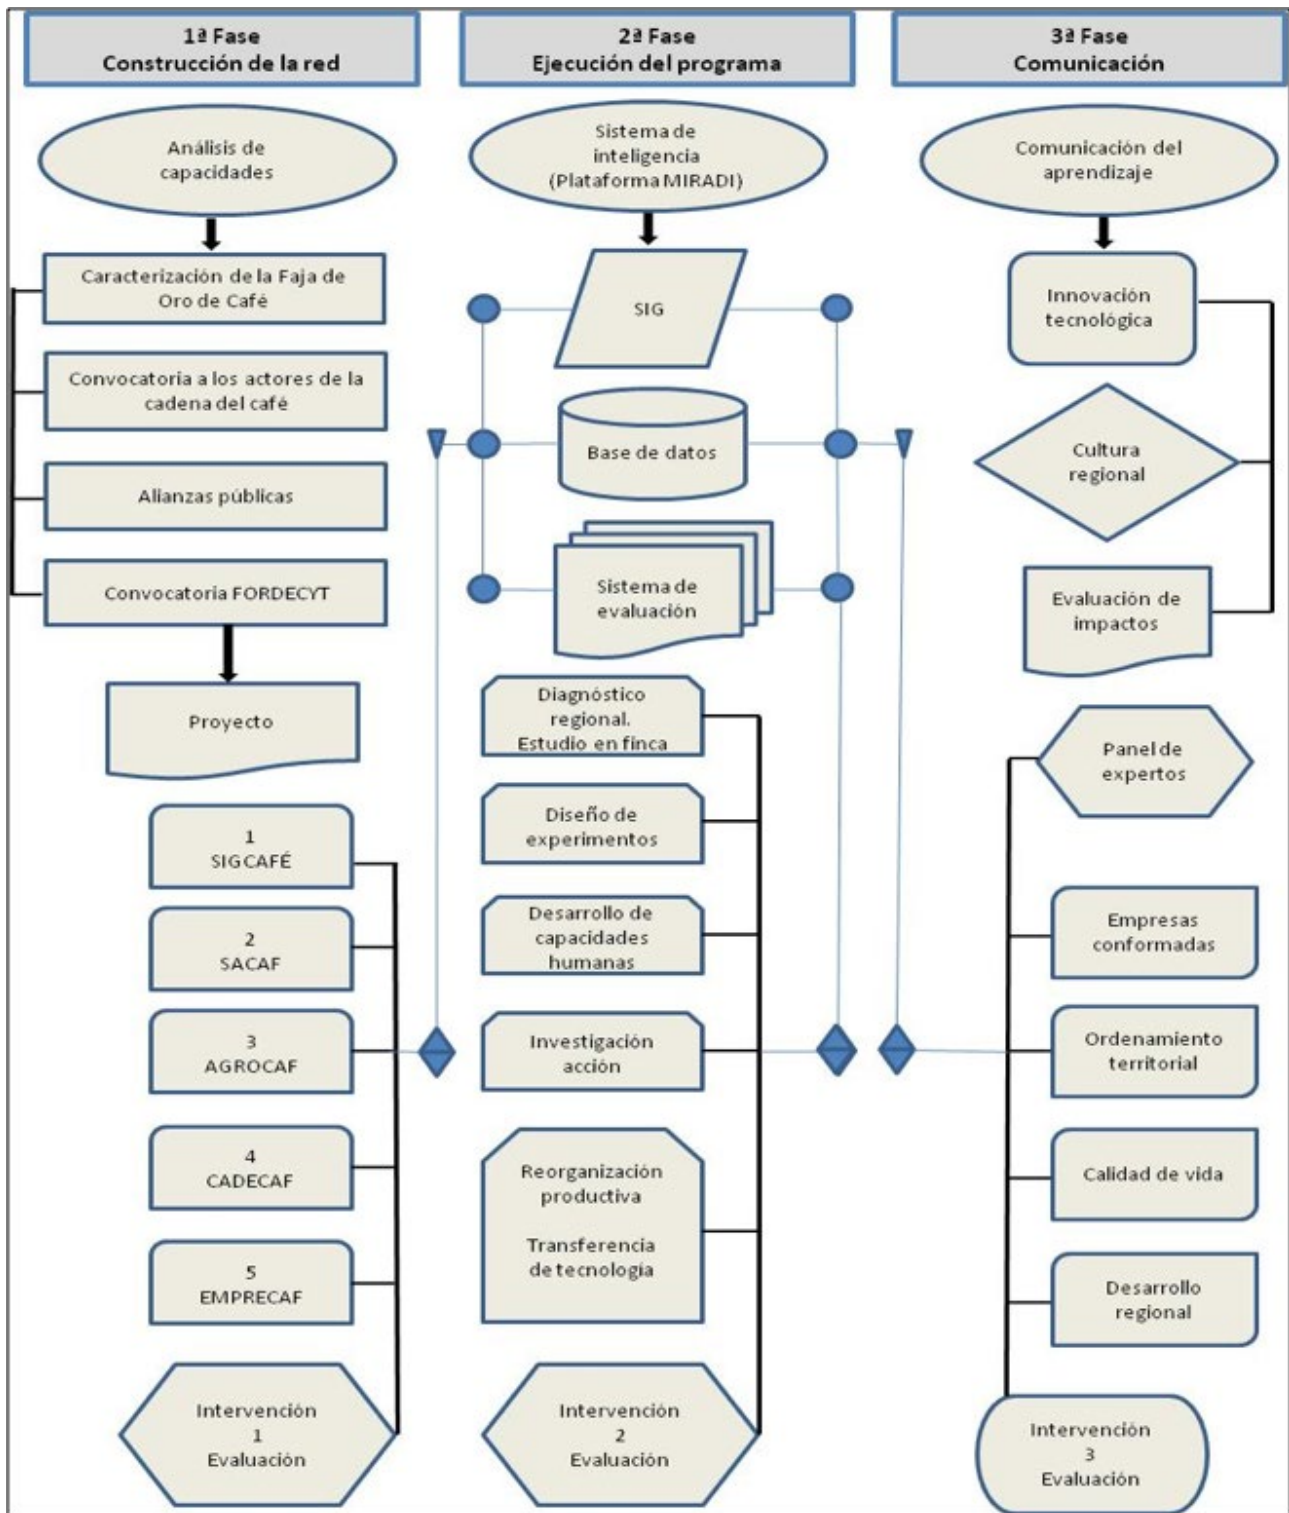 1ª Fase
Construcción de la red
Análisis de
capacidades
Caracterización de la Faja de
Oro de Café
Convocatoria a los actores de la
cadena del café
Alianzas públicas
Convocatoria FORDECYT
Proyecto
1
SIGCAFÉ
2
SACAF
3
AGROCAF
4
CADECAF
5
EMPRECAF
Intervención
1
Evaluación
2ª Fase
Ejecución del programa
Sistema de
inteligencia
(Plataforma MIRADI)
SIG
Base de datos
Sistema de
evaluación
Diagnóstico
regional.
Estudio en finca
Diseño de
experimentos
Desarrollo de
capacidades
humanas
Investigación
acción
Reorganización
productiva
Transferencia
de tecnología
Intervención
2
Evaluación
3ª Fase
Comunicación
Comunicación del
aprendizaje
Innovación
tecnológica
Cultura
regional
Evaluación de
impactos
Panel de
expertos
Empresas
conformadas
Ordenamiento
territorial
Calidad de vida
Desarrollo
regional
Intervención
3
Evaluación